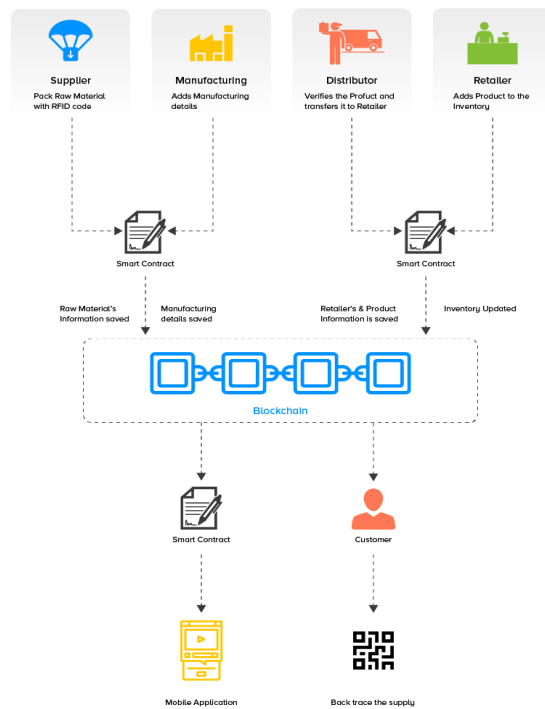 Supplier
Pack Raw Material
with RFID code
Manufacturing
Adds Manufacturing
details
Distributor
Verifies the Profuct and
transfers it to Retailer
Retailer
Adds Product to the
Inventory
Smart Contract
Smart Contract
Raw Material's
Information saved
Manufacturing
details saved
Retailer's & Product
Information is saved
Inventory Updated
Blockchain
Smart Contract
Customer
Mobile Application
Back trace the supply